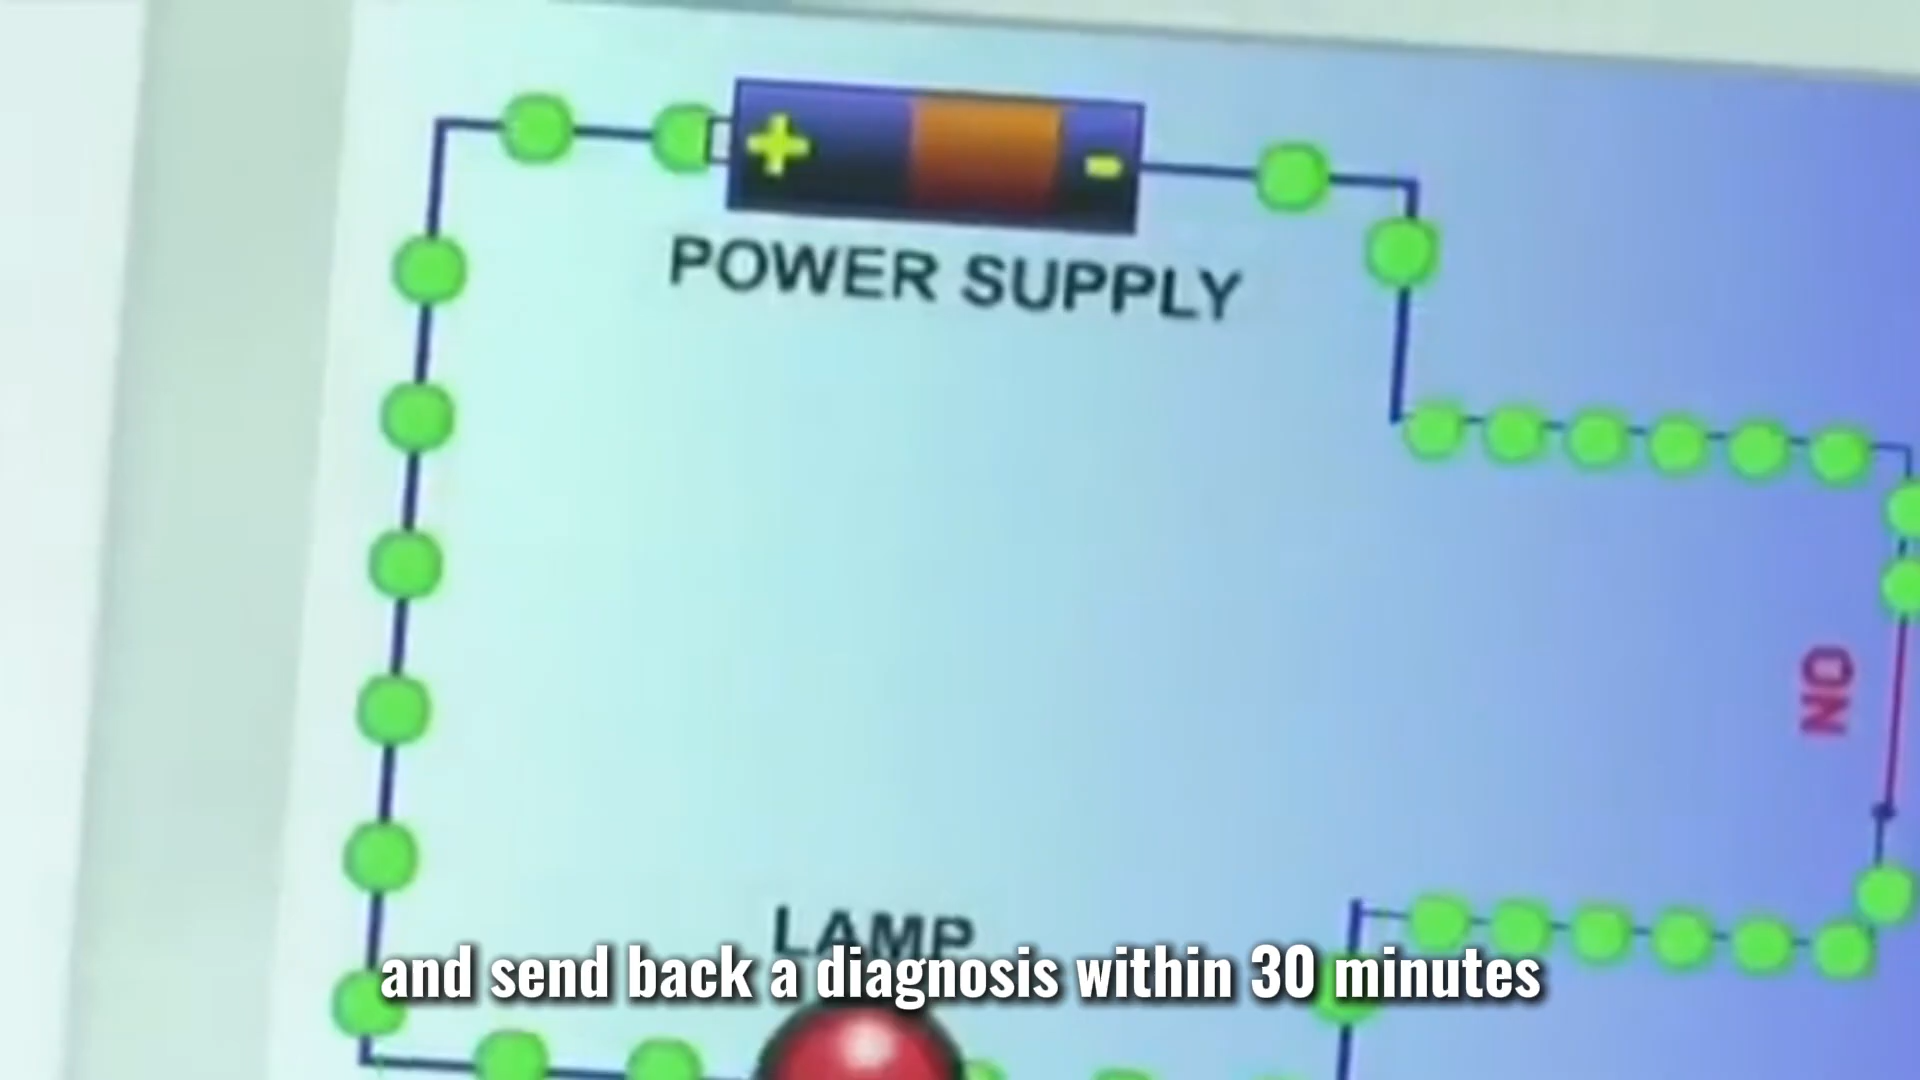 + -
POWER SUPPLY
ON
LAMP
and send back a diagnosis within 30 minutes